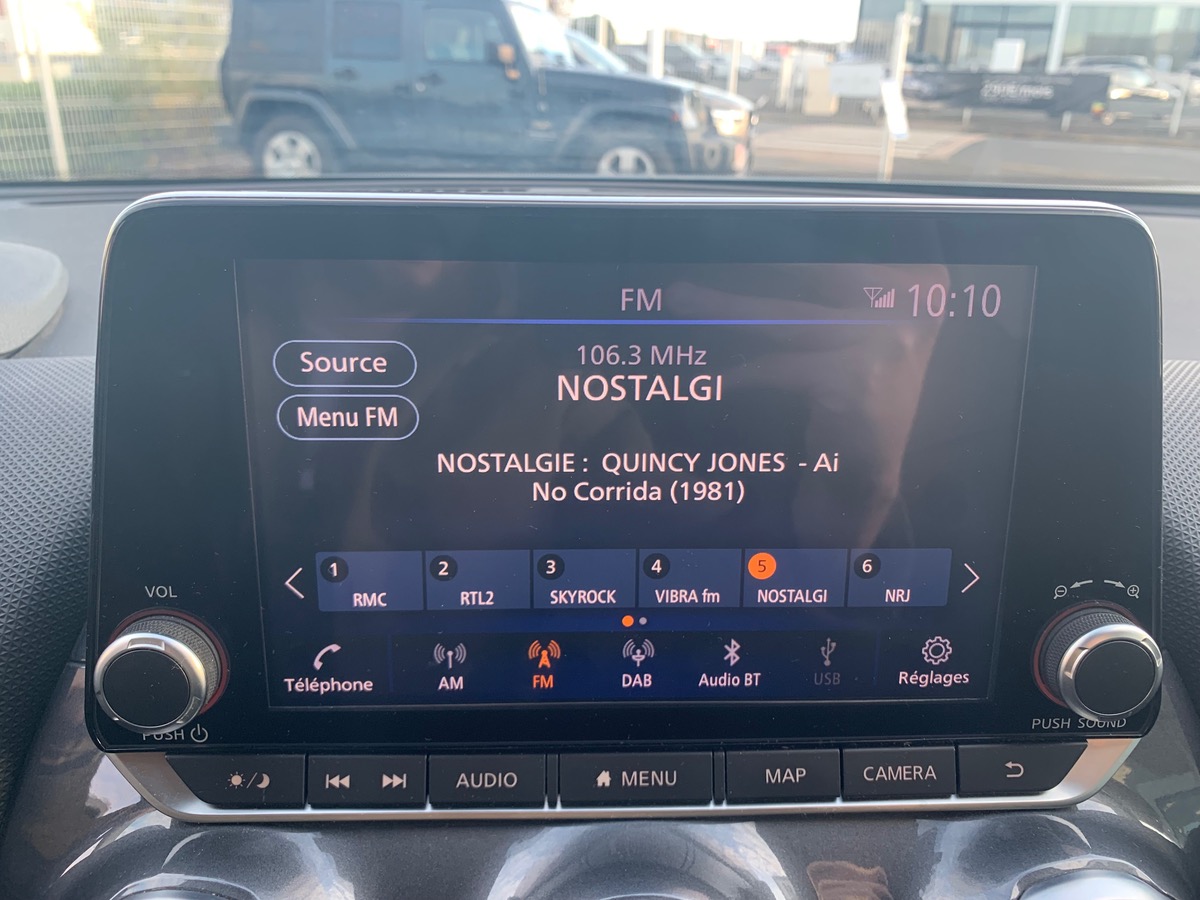 FM
10:10
Source
106.3 MHz
NOSTALGI
Menu FM
NOSTALGIE : QUINCY JONES - Ai
No Corrida (1981)
1 RMC
2 RTL2
3 SKYROCK
4 VIBRA fm
5 NOSTALGI
6 NRJ
VOL
Téléphone
AM
FM
DAB
Audio BT
USB
Réglages
PUSH
PUSH SOUND
AUDIO
MENU
MAP
CAMERA